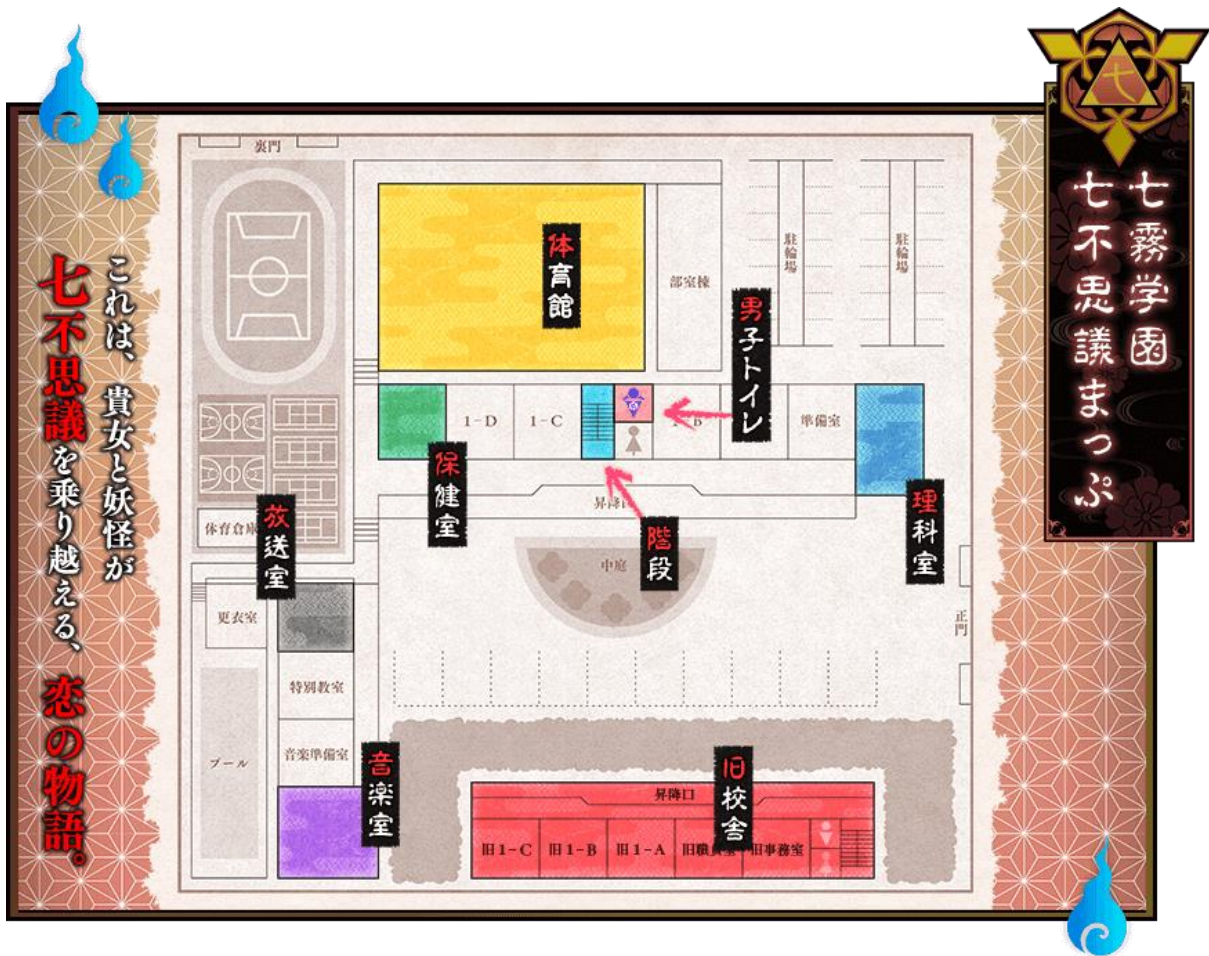 七
七霧学園
七不思議まっぷ
これは、貴女と妖怪が
七不思議を乗り越える、恋の物語。
裏門
体育館
部室棟
駐輪場
駐輪場
男子トイレ
1-D
1-C
準備室
保健室
昇降
階段
理科室
体育倉庫
放送室
中庭
正門
更衣室
特別教室
プール
音楽準備室
音楽室
旧校舎
昇降口
旧1-C
旧1-B
旧1-A
旧職員室
旧事務室